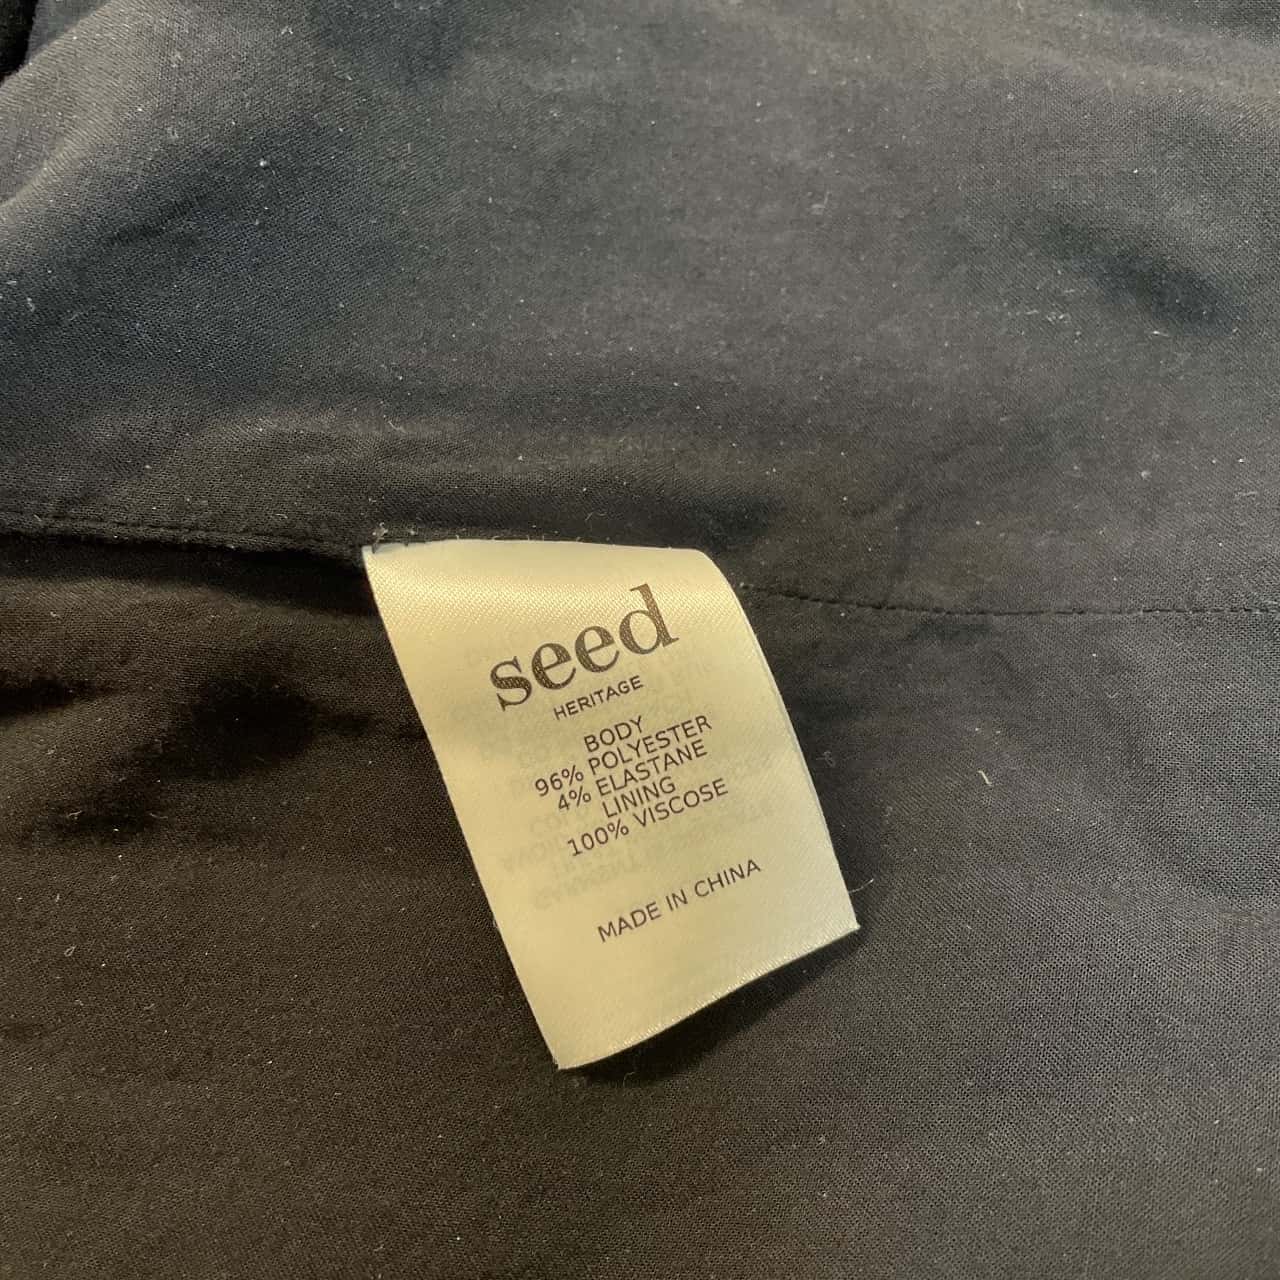 seed
HERITAGE
BODY
96% POLYESTER
4% ELASTANE
LINING
100% VISCOSE
MADE IN CHINA